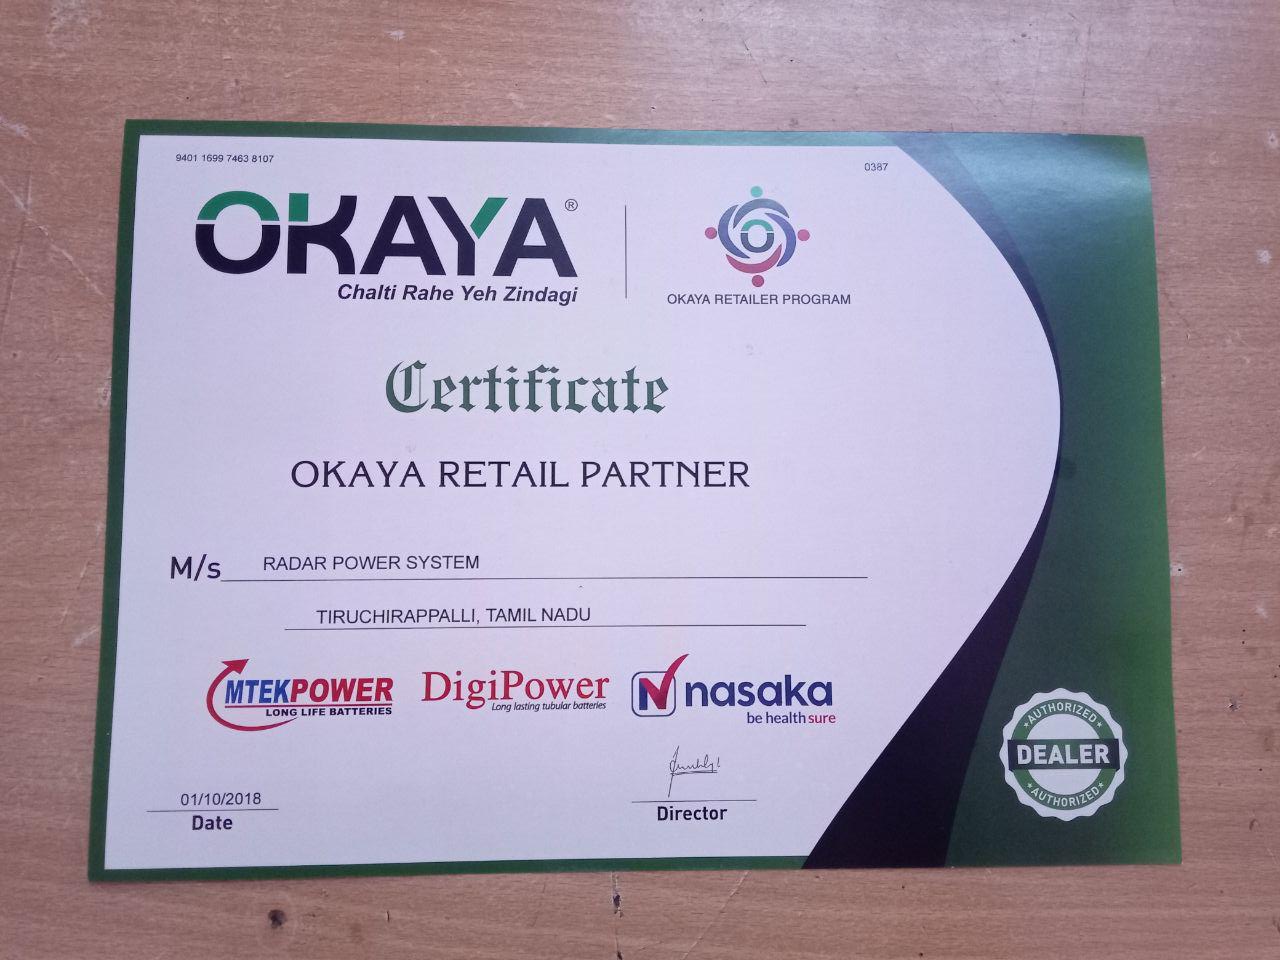 9401 1699 7463 8107
0387
OKAYA®
Chalti Rahe Yeh Zindagi
OKAYA RETAILER PROGRAM
Certificate
OKAYA RETAIL PARTNER
M/s RADAR POWER SYSTEM
TIRUCHIRAPPALLI, TAMIL NADU
MTEKPOWER
LONG LIFE BATTERIES
DigiPower
Long lasting tubular batteries
N nasaka
be health sure
AUTHORIZED
DEALER
AUTHORIZED
01/10/2018
Date
Director